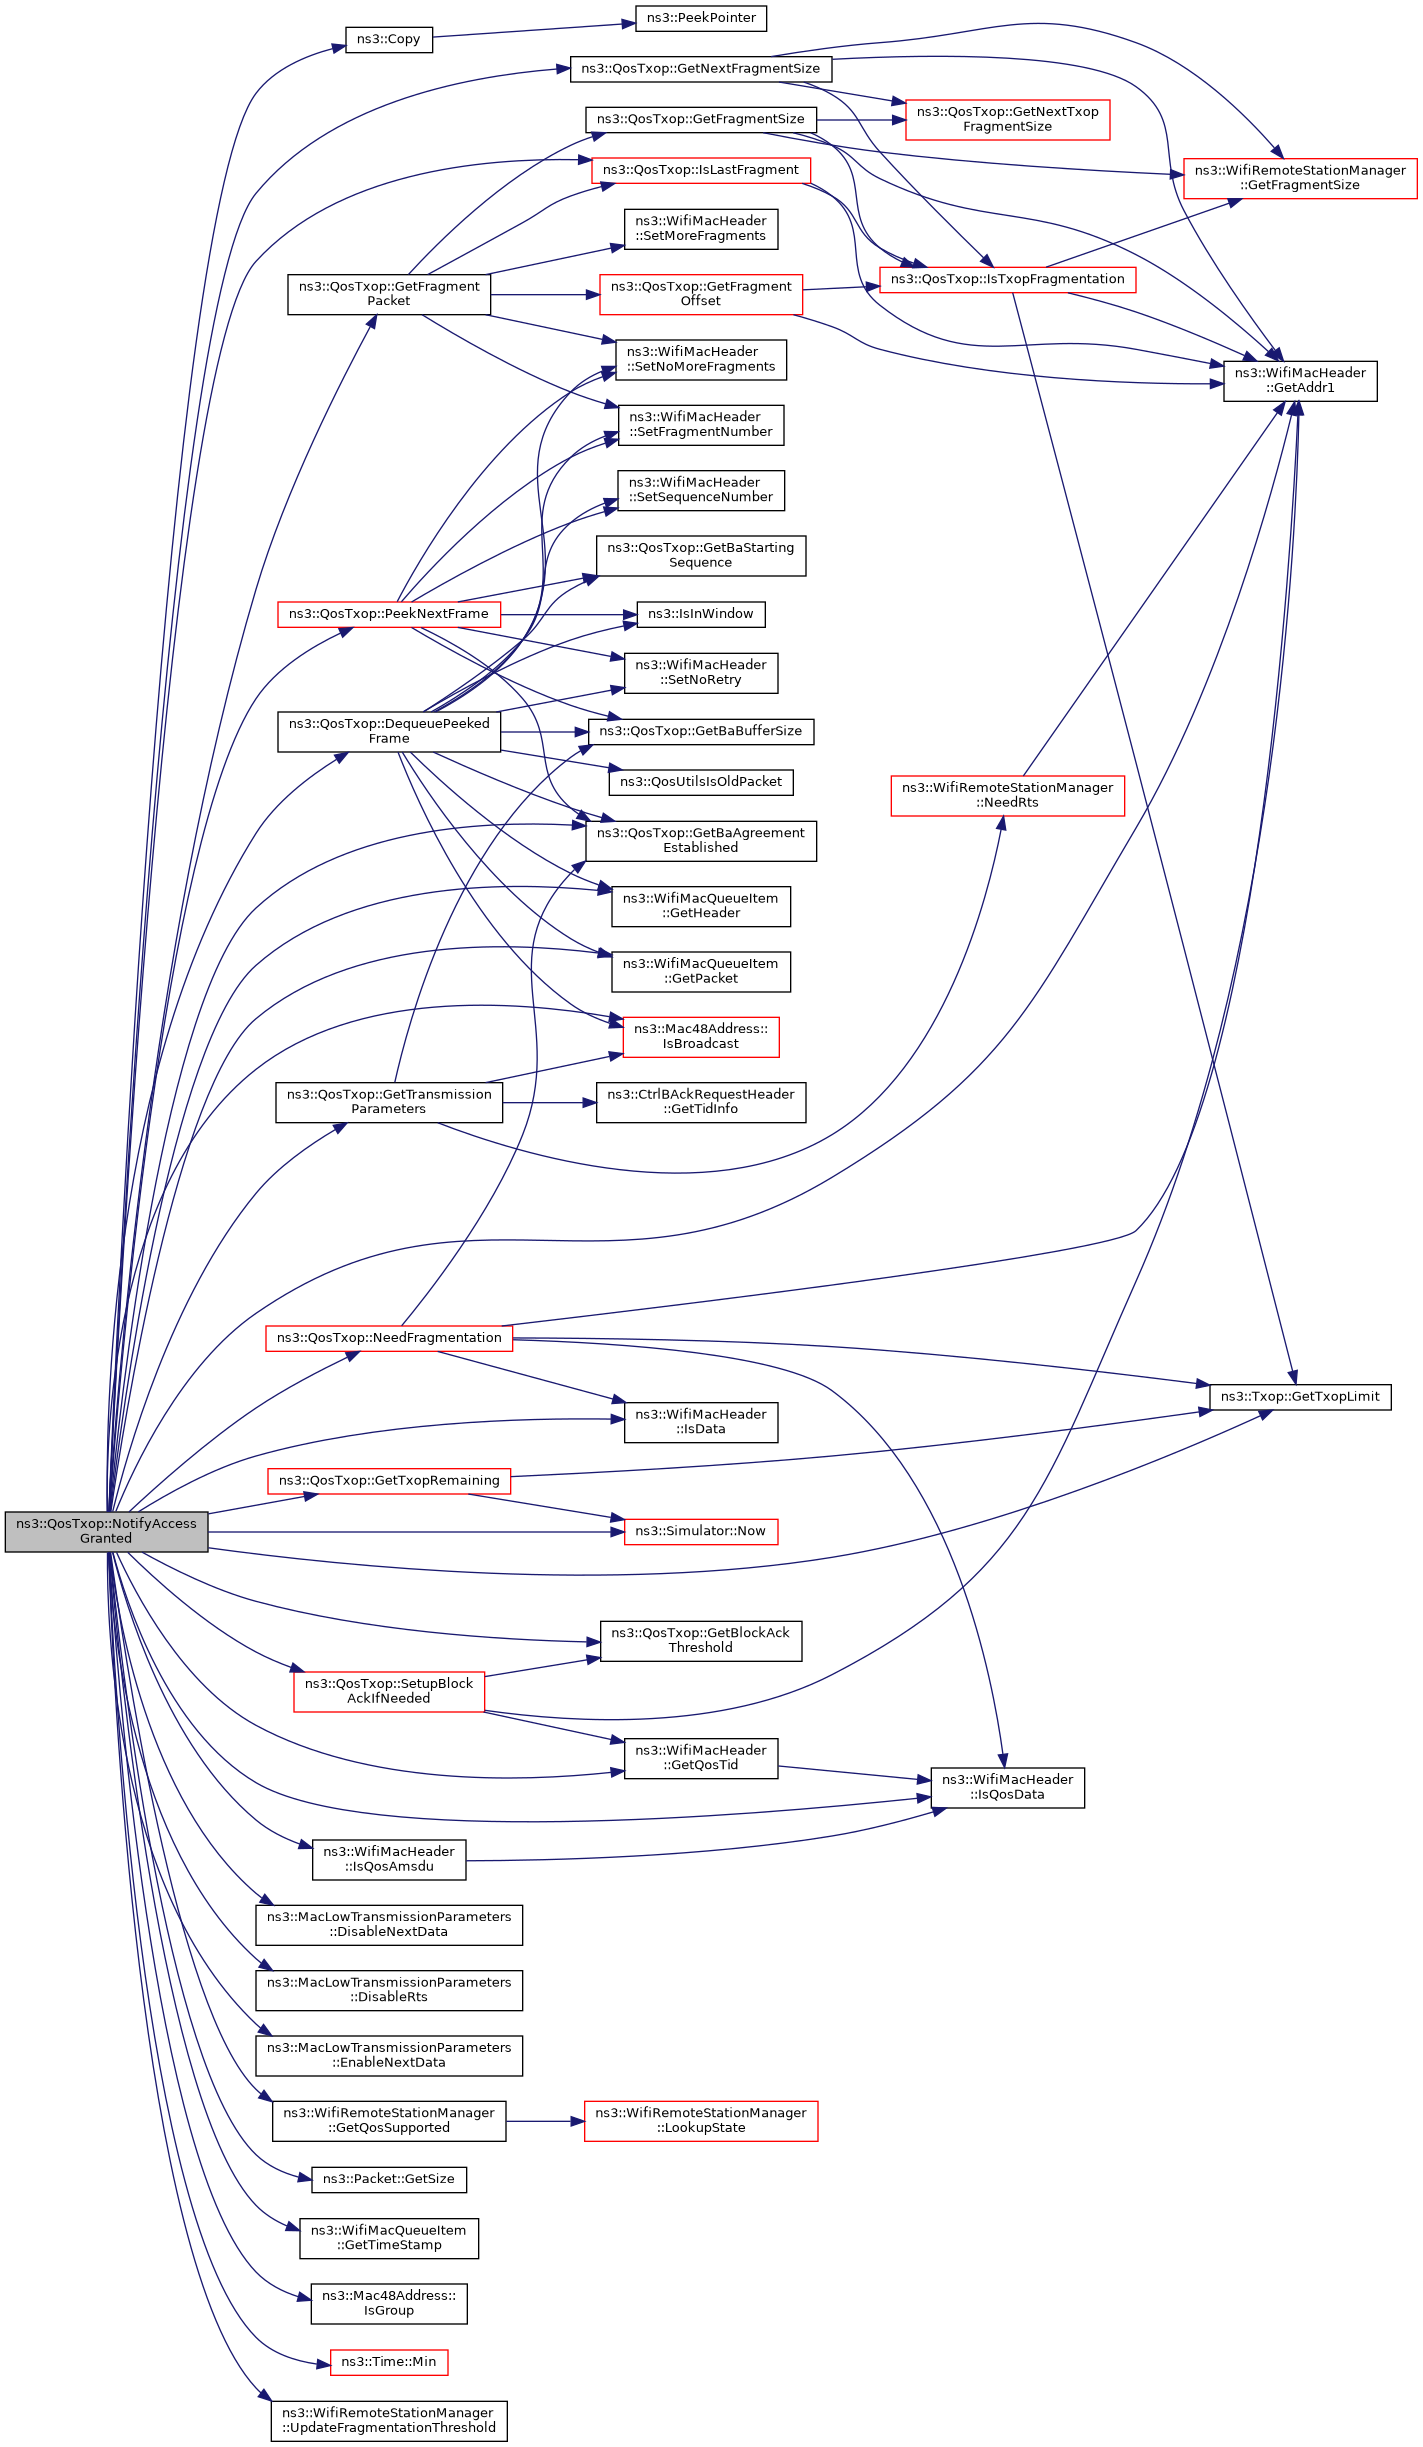 ns3::PeekPointer
ns3::Copy
ns3::QosTxop::GetNextFragmentSize
ns3::QosTxop::GetNextTxop
FragmentSize
ns3::QosTxop::GetFragmentSize
ns3::QosTxop::IsLastFragment
ns3::WifiRemoteStationManager
::GetFragmentSize
ns3::WifiMacHeader
::SetMoreFragments
ns3::QosTxop::GetFragment
Packet
ns3::QosTxop::GetFragment
Offset
ns3::QosTxop::IsTxopFragmentation
ns3::WifiMacHeader
::SetNoMoreFragments
ns3::WifiMacHeader
::GetAddr1
ns3::WifiMacHeader
::SetFragmentNumber
ns3::WifiMacHeader
::SetSequenceNumber
ns3::QosTxop::GetBaStarting
Sequence
ns3::QosTxop::PeekNextFrame
ns3::IsInWindow
ns3::WifiMacHeader
::SetNoRetry
ns3::QosTxop::DequeuePeeked
Frame
ns3::QosTxop::GetBaBufferSize
ns3::QosUtilsIsOldPacket
ns3::WifiRemoteStationManager
::NeedRts
ns3::QosTxop::GetBaAgreement
Established
ns3::WifiMacQueueItem
::GetHeader
ns3::WifiMacQueueItem
::GetPacket
ns3::Mac48Address::
IsBroadcast
ns3::QosTxop::GetTransmission
Parameters
ns3::CtrlBAckRequestHeader
::GetTidInfo
ns3::QosTxop::NeedFragmentation
ns3::Txop::GetTxopLimit
ns3::WifiMacHeader
::IsData
ns3::QosTxop::GetTxopRemaining
ns3::QosTxop::NotifyAccess
Granted
ns3::Simulator::Now
ns3::QosTxop::GetBlockAck
Threshold
ns3::QosTxop::SetupBlock
AckIfNeeded
ns3::WifiMacHeader
::GetQosTid
ns3::WifiMacHeader
::IsQosData
ns3::WifiMacHeader
::IsQosAmsdu
ns3::MacLowTransmissionParameters
::DisableNextData
ns3::MacLowTransmissionParameters
::DisableRts
ns3::MacLowTransmissionParameters
::EnableNextData
ns3::WifiRemoteStationManager
::GetQosSupported
ns3::WifiRemoteStationManager
::LookupState
ns3::Packet::GetSize
ns3::WifiMacQueueItem
::GetTimeStamp
ns3::Mac48Address::
IsGroup
ns3::Time::Min
ns3::WifiRemoteStationManager
::UpdateFragmentationThreshold